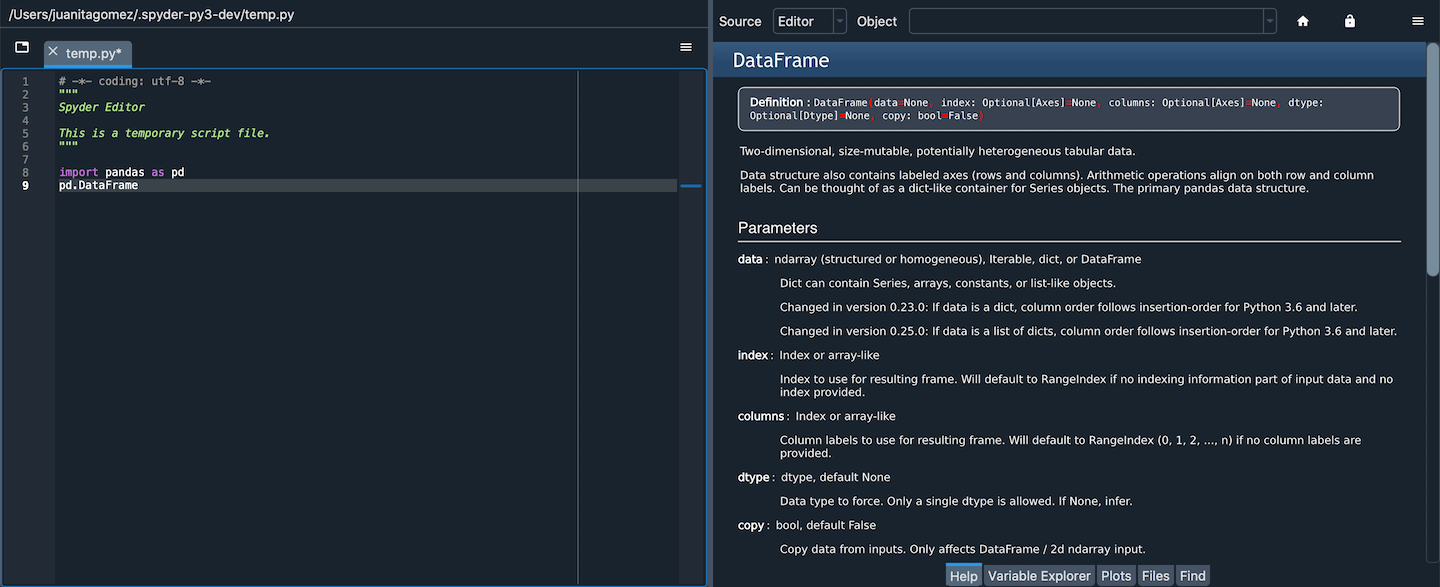 /Users/juanitagomez/.spyder-py3-dev/temp.py
temp.py*
1 # -*- coding: utf-8 -*-
2 """
3 Spyder Editor
4
5 This is a temporary script file.
6 """
7
8 import pandas as pd
9 pd.DataFrame
Source Editor Object
DataFrame
Definition : DataFrame(data=None, index: Optional[Axes]=None, columns: Optional[Axes]=None, dtype:
Optional[Dtype]=None, copy: bool=False)
Two-dimensional, size-mutable, potentially heterogeneous tabular data.
Data structure also contains labeled axes (rows and columns). Arithmetic operations align on both row and column
labels. Can be thought of as a dict-like container for Series objects. The primary pandas data structure.
Parameters
data : ndarray (structured or homogeneous), Iterable, dict, or DataFrame
Dict can contain Series, arrays, constants, or list-like objects.
Changed in version 0.23.0: If data is a dict, column order follows insertion-order for Python 3.6 and later.
Changed in version 0.25.0: If data is a list of dicts, column order follows insertion-order for Python 3.6 and later.
index : Index or array-like
Index to use for resulting frame. Will default to RangeIndex if no indexing information part of input data and no
index provided.
columns : Index or array-like
Column labels to use for resulting frame. Will default to RangeIndex (0, 1, 2, ..., n) if no column labels are
provided.
dtype : dtype, default None
Data type to force. Only a single dtype is allowed. If None, infer.
copy : bool, default False
Copy data from inputs. Only affects DataFrame / 2d ndarray input.
Help Variable Explorer Plots Files Find